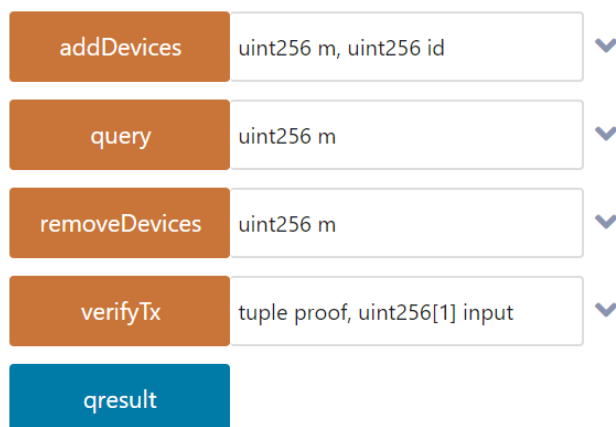 addDevices uint256 m, uint256 id
query uint256 m
removeDevices uint256 m
verifyTx tuple proof, uint256[1] input
qresult